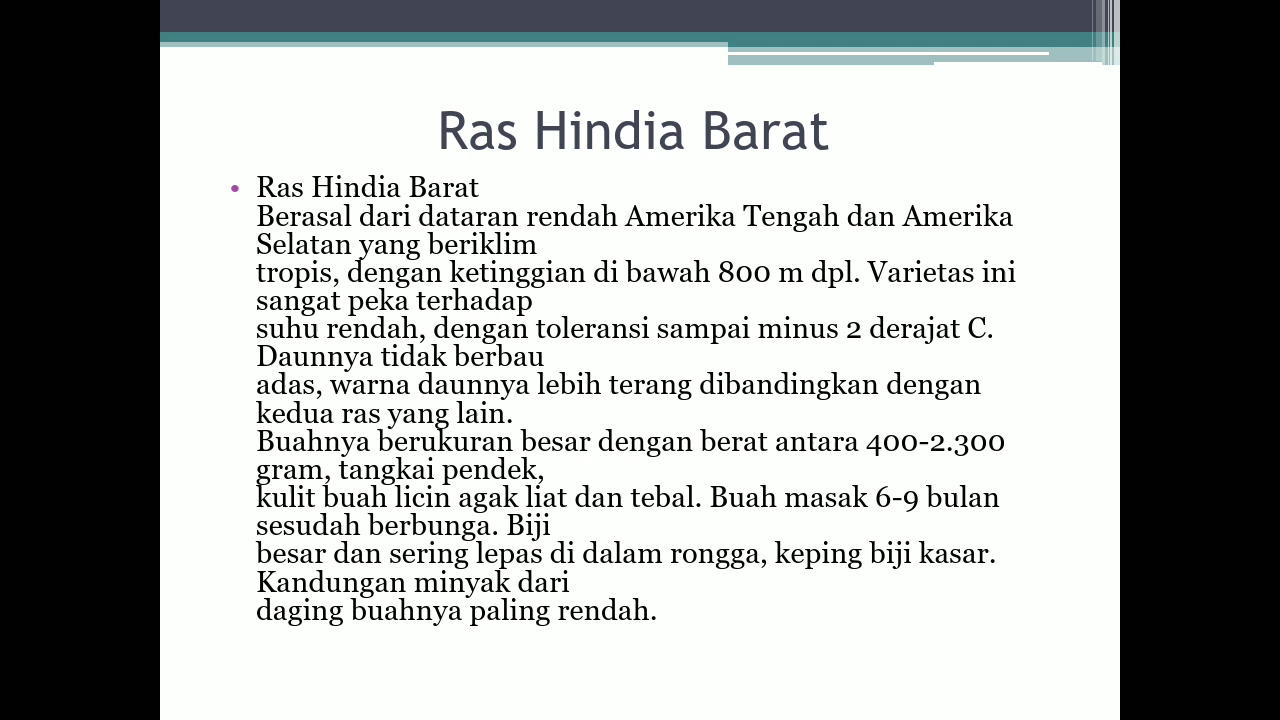 Ras Hindia Barat
• Ras Hindia Barat
Berasal dari dataran rendah Amerika Tengah dan Amerika
Selatan yang beriklim
tropis, dengan ketinggian di bawah 800 m dpl. Varietas ini
sangat peka terhadap
suhu rendah, dengan toleransi sampai minus 2 derajat C.
Daunnya tidak berbau
adas, warna daunnya lebih terang dibandingkan dengan
kedua ras yang lain.
Buahnya berukuran besar dengan berat antara 400-2.300
gram, tangkai pendek,
kulit buah licin agak liat dan tebal. Buah masak 6-9 bulan
sesudah berbunga. Biji
besar dan sering lepas di dalam rongga, keping biji kasar.
Kandungan minyak dari
daging buahnya paling rendah.